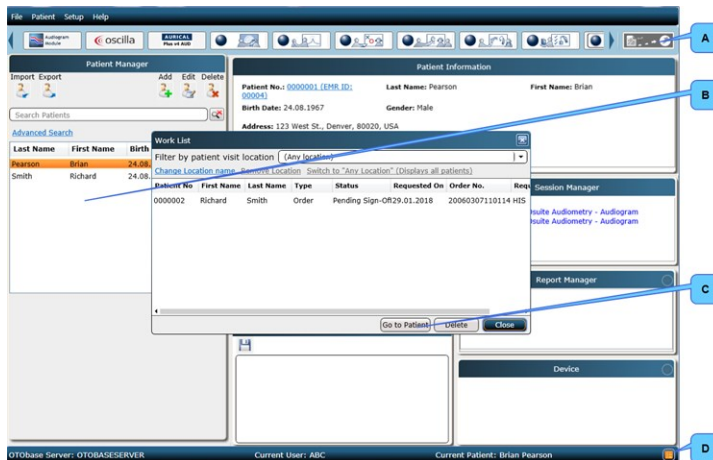 File Patient Setup Help
Audiogram module
oscilla
AURICAL Plus v4 AUD
A
Patient Manager
Import Export Add Edit Delete
Search Patients
Advanced Search
Last Name First Name Birth
Pearson Brian 24.08.
Smith Richard 24.08.
Patient Information
Patient No.: 0000001 (EMR ID: 00004) Last Name: Pearson First Name: Brian
Birth Date: 24.08.1967 Gender: Male
Address: 123 West St., Denver, 80020, USA
B
Work List
Filter by patient visit location (Any location)
Change Location name Remove Location Switch to "Any Location" (Displays all patients)
Patient No First Name Last Name Type Status Requested On Order No. Requ
0000002 Richard Smith Order Pending Sign-Off 29.01.2018 20060307110114 HIS
Go to Patient Delete Close
Session Manager
Osuite Audiometry - Audiogram
Osuite Audiometry - Audiogram
Report Manager
C
Device
OTObase Server: OTOBASESERVER Current User: ABC Current Patient: Brian Pearson
D